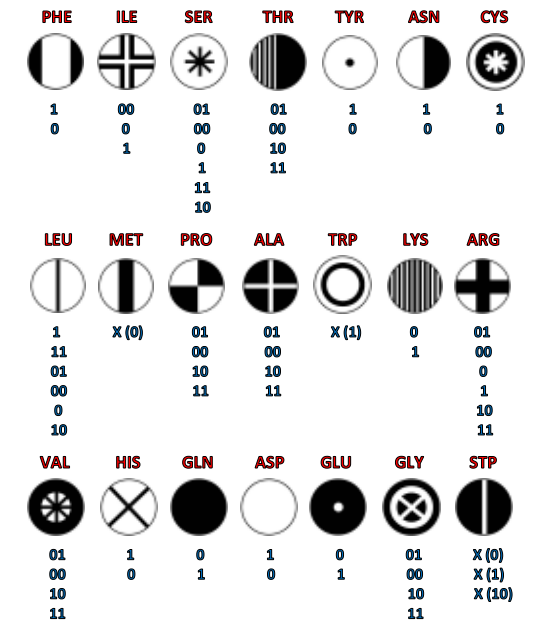 PHE ILE SER THR TYR ASN CYS
1 00 01 01 1 1 1
0 0 00 00 0 0 0
1 0 10
1 11
11
10
LEU MET PRO ALA TRP LYS ARG
1 X (0) 01 01 X (1) 0 01
11 00 00 1 00
01 10 10 0
00 11 11 1
0 10
10 11
VAL HIS GLN ASP GLU GLY STP
01 1 0 1 0 01 X (0)
00 0 1 0 1 00 X (1)
10 10 X (10)
11 11